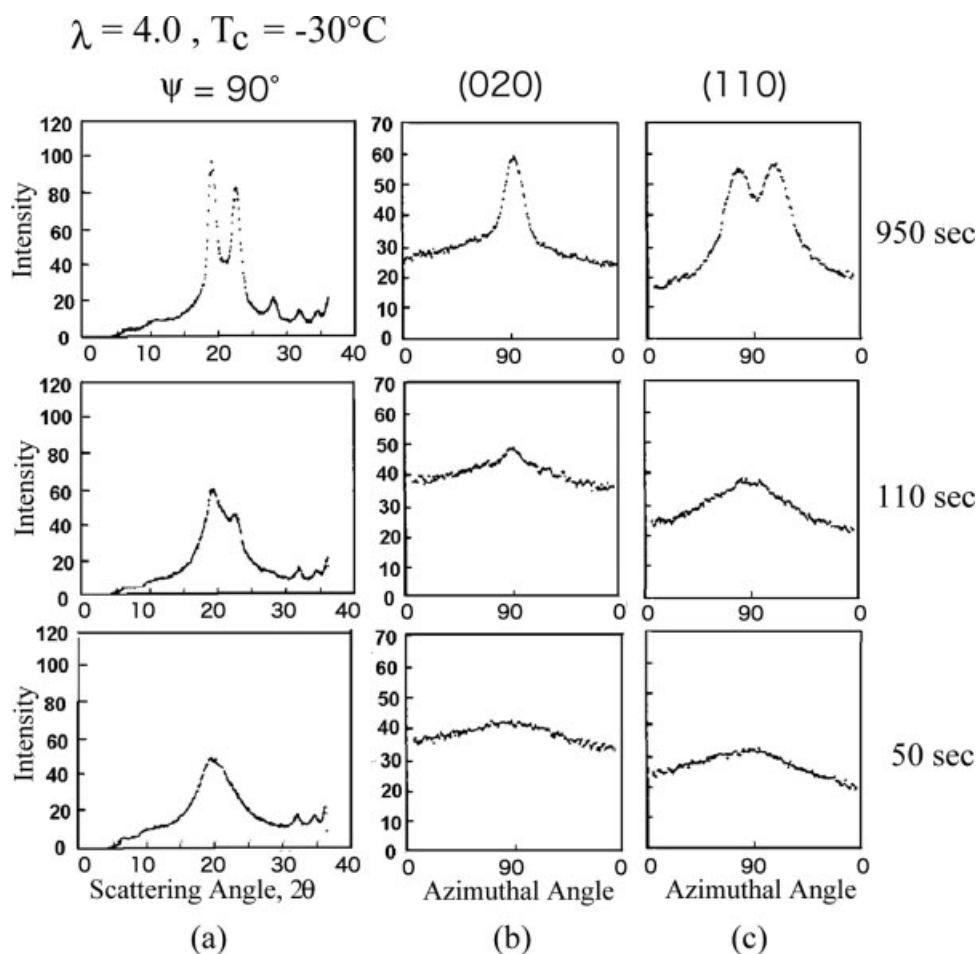 λ = 4.0 , Tc = -30°C
ψ = 90° (020) (110)
120 100 80 60 40 20 0
Intensity
0 10 20 30 40
70 60 50 40 30 20 10 0
0 90 0
0 90 0
950 sec
120 100 80 60 40 20 0
Intensity
0 10 20 30 40
70 60 50 40 30 20 10 0
0 90 0
0 90 0
110 sec
120 100 80 60 40 20 0
Intensity
0 10 20 30 40
70 60 50 40 30 20 10 0
0 90 0
0 90 0
50 sec
Scattering Angle, 2θ Azimuthal Angle Azimuthal Angle
(a) (b) (c)